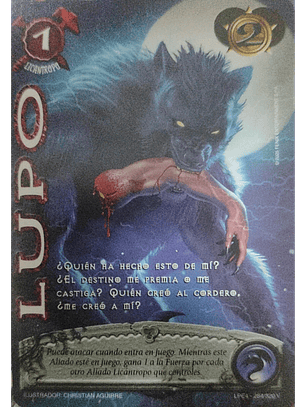 1
LICANTROPO
2
LUPO
¿QUIÉN HA HECHO ESTO DE MÍ?
¿EL DESTINO ME PREMIA O ME
CASTIGA? QUIÉN CREÓ AL CORDERO,
¿ME CREÓ A MÍ?
Puede atacar cuando entra en juego. Mientras este
Aliado esté en juego, gana 1 a la Fuerza por cada
otro Aliado Licántropo que controles.
ILUSTRADOR: CHRISTIAN AGUIRRE